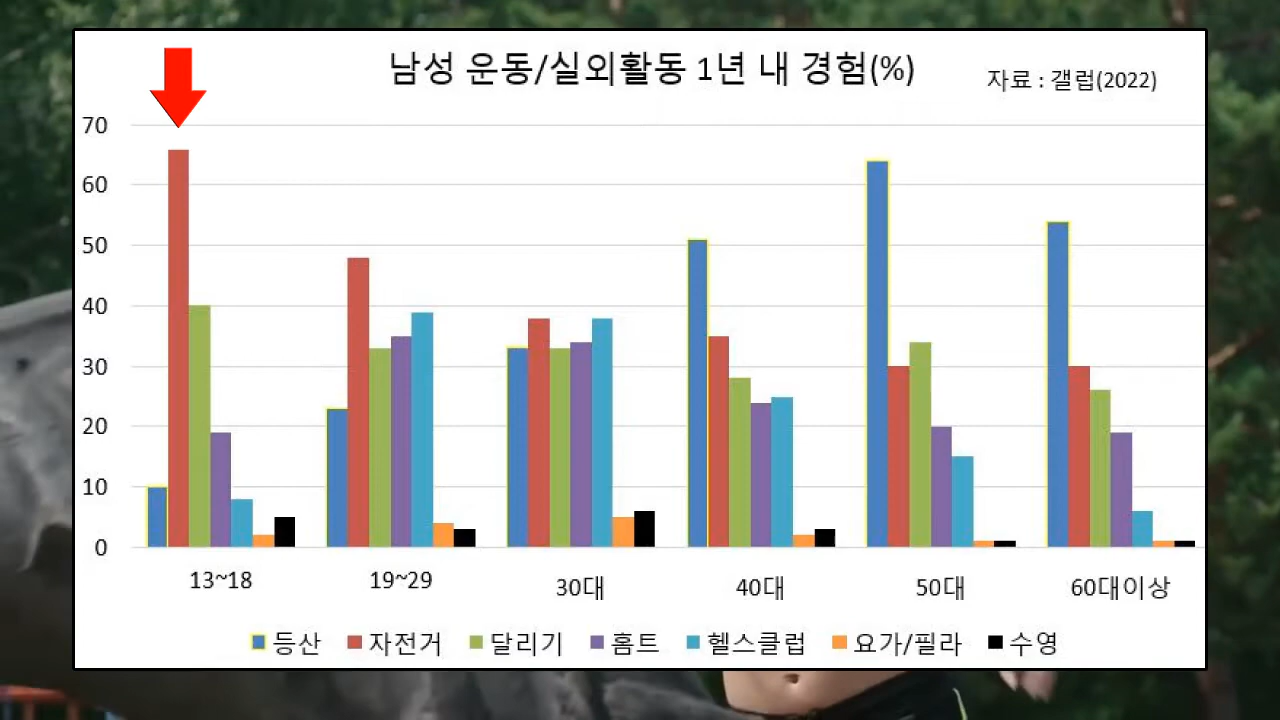 남성 운동/실외활동 1년 내 경험(%)
자료 : 갤럽(2022)
70
60
50
40
30
20
10
0
13~18 19~29 30대 40대 50대 60대이상
등산 자전거 달리기 홈트 헬스클럽 요가/필라 수영